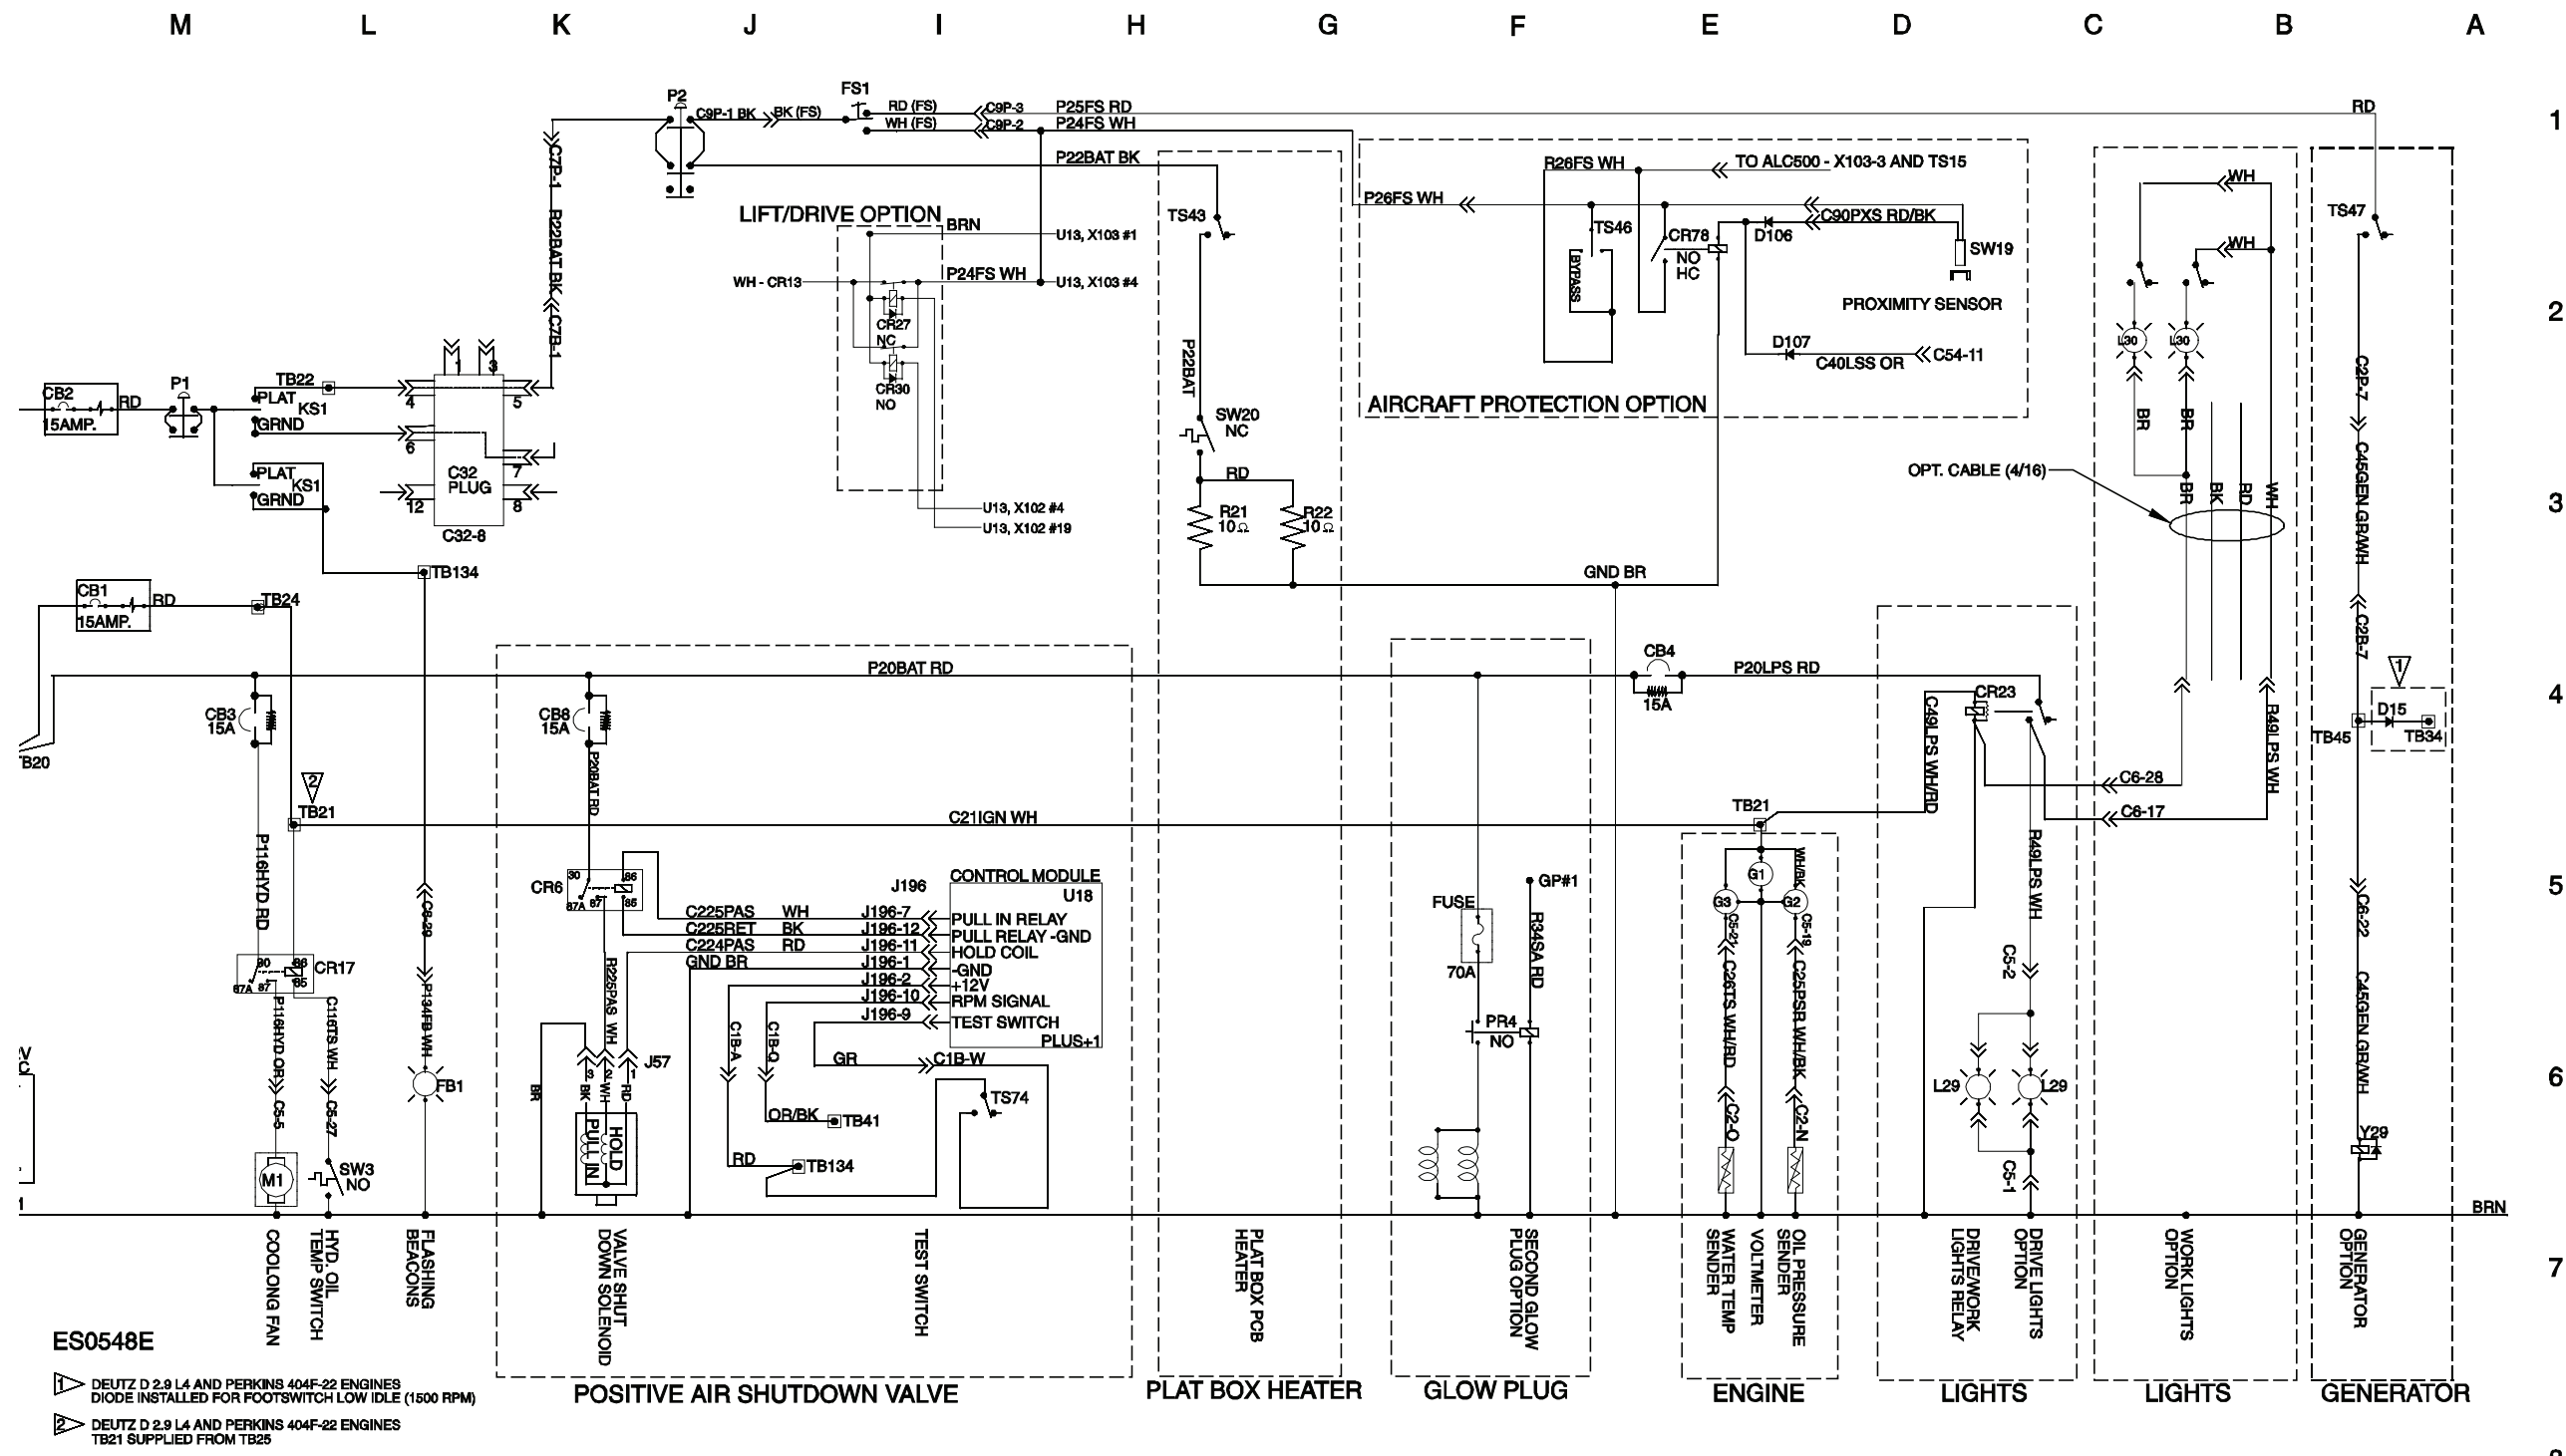 M L K J I H G F E D C B A
1
2
3
4
5
6
7
P2
C9P-1 BK
BK (FS)
FS1
RD (FS)
WH (FS)
C9P-3
C9P-2
P25FS RD
P24FS WH
P22BAT BK
RD
C7P-1
R22BAT BK
C7B-1
LIFT/DRIVE OPTION
BRN
U13, X103 #1
WH - CR13
P24FS WH
U13, X103 #4
CR27
NC
CR30
NO
U13, X102 #4
U13, X102 #19
TS43
P22BAT
SW20
NC
RD
R21
10Ω
R22
10Ω
GND BR
R26FS WH
TO ALC500 - X103-3 AND TS15
P26FS WH
TS46
BYPASS
CR78
NO
HC
D106
C90PXS RD/BK
SW19
PROXIMITY SENSOR
D107
C40LSS OR
C54-11
AIRCRAFT PROTECTION OPTION
WH
WH
L30
L30
BR
BR
OPT. CABLE (4/16)
BR
BK
RD
WH
TS47
C2P-7
C45GEN GR/WH
C2B-7
1
D15
TB45
TB34
CB2
15AMP.
RD
P1
TB22
PLAT
KS1
GRND
PLAT
KS1
GRND
1
3
4
5
6
7
12
8
C32
PLUG
C32-8
TB134
CB1
15AMP.
RD
TB24
P20BAT RD
CB3
15A
CB8
15A
P20BAT RD
TB20
2
TB21
C21IGN WH
CB4
15A
P20LPS RD
CR23
C49LPS WH/RD
C6-28
C6-17
R49LPS WH
R49LPS WH
TB21
P116HYD RD
30
86
87A
87
85
CR17
P116HYD OR
C116TS WH
C5-5
C5-27
M1
SW3
NO
C6-29
P134FB WH
FB1
CR6
30
86
87A
87
85
R225PAS WH
C225PAS WH
C225RET BK
C224PAS RD
GND BR
J196
J196-7
J196-12
J196-11
J196-1
J196-2
J196-10
J196-9
CONTROL MODULE
U18
PULL IN RELAY
PULL RELAY -GND
HOLD COIL
-GND
+12V
RPM SIGNAL
TEST SWITCH
PLUS+1
C1B-A
C1B-Q
GR
C1B-W
J57
3
2
1
BR
BK
WH
RD
PULL IN
HOLD
OR/BK
TB41
RD
TB134
TS74
FUSE
70A
GP#1
R34SA RD
PR4
NO
G1
G3
G2
WH/BK
C5-21
C5-19
C26TS WH/RD
C25PSR WH/BK
C2-O
C2-N
C5-2
L29
L29
C5-1
C6-22
C45GEN GR/WH
Y29
BRN
COOLONG FAN
HYD. OIL
TEMP SWITCH
FLASHING
BEACONS
VALVE SHUT
DOWN SOLENOID
TEST SWITCH
PLAT BOX PCB
HEATER
SECOND GLOW
PLUG OPTION
WATER TEMP
SENDER
VOLTMETER
OIL PRESSURE
SENDER
DRIVE/WORK
LIGHTS RELAY
DRIVE LIGHTS
OPTION
WORK LIGHTS
OPTION
GENERATOR
OPTION
POSITIVE AIR SHUTDOWN VALVE
PLAT BOX HEATER
GLOW PLUG
ENGINE
LIGHTS
LIGHTS
GENERATOR
ES0548E
1 DEUTZ D 2.9 L4 AND PERKINS 404F-22 ENGINES
DIODE INSTALLED FOR FOOTSWITCH LOW IDLE (1500 RPM)
2 DEUTZ D 2.9 L4 AND PERKINS 404F-22 ENGINES
TB21 SUPPLIED FROM TB25